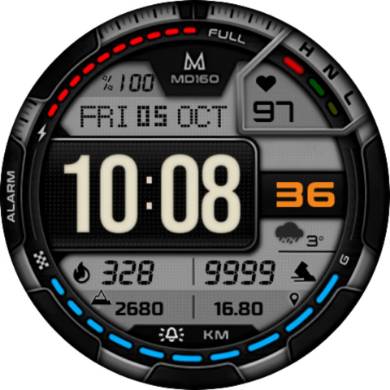 FULL
H N L
%100
MD160
97
FRI 05 OCT
10:08
36
ALARM
3°
328 9999
G
2680 16.80
KM